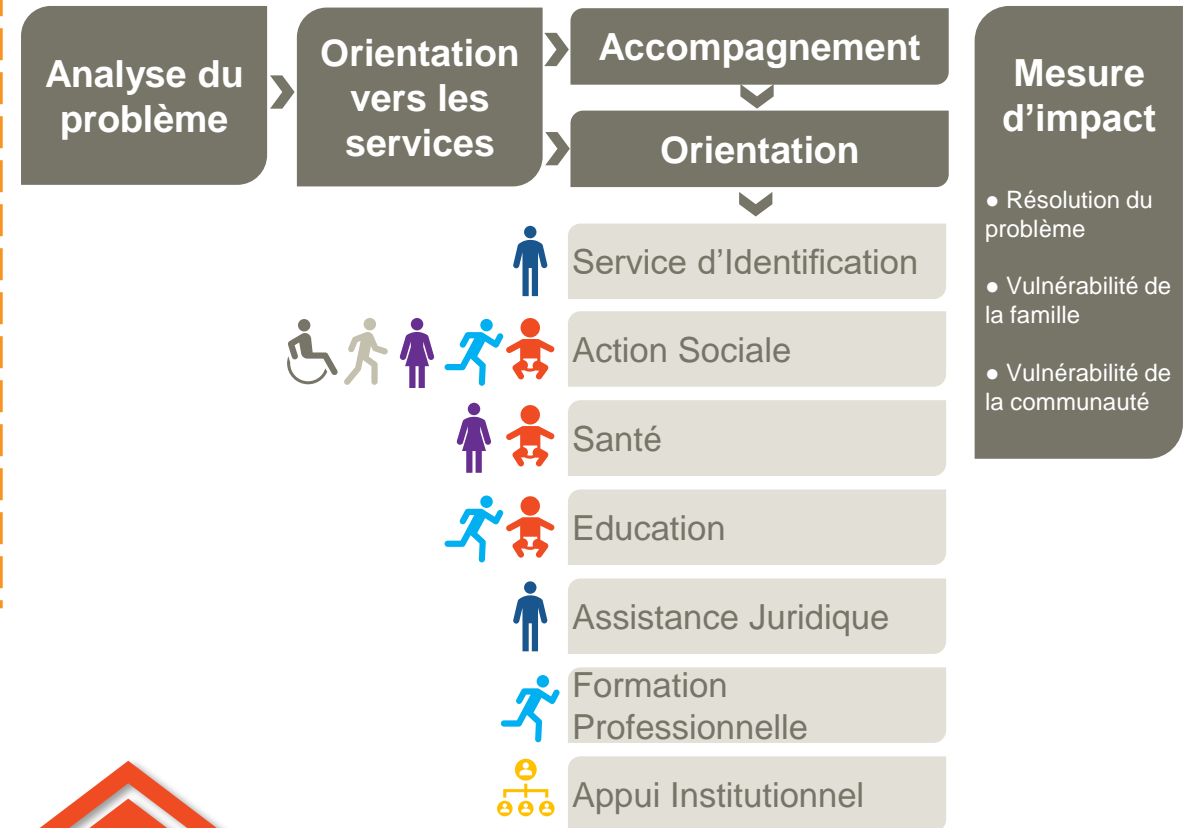 Analyse du
problème
Orientation
vers les
services
Accompagnement
Orientation
Service d’Identification
Action Sociale
Santé
Education
Assistance Juridique
Formation
Professionnelle
Appui Institutionnel
Mesure
d’impact
● Résolution du
problème
● Vulnérabilité de
la famille
● Vulnérabilité de
la communauté